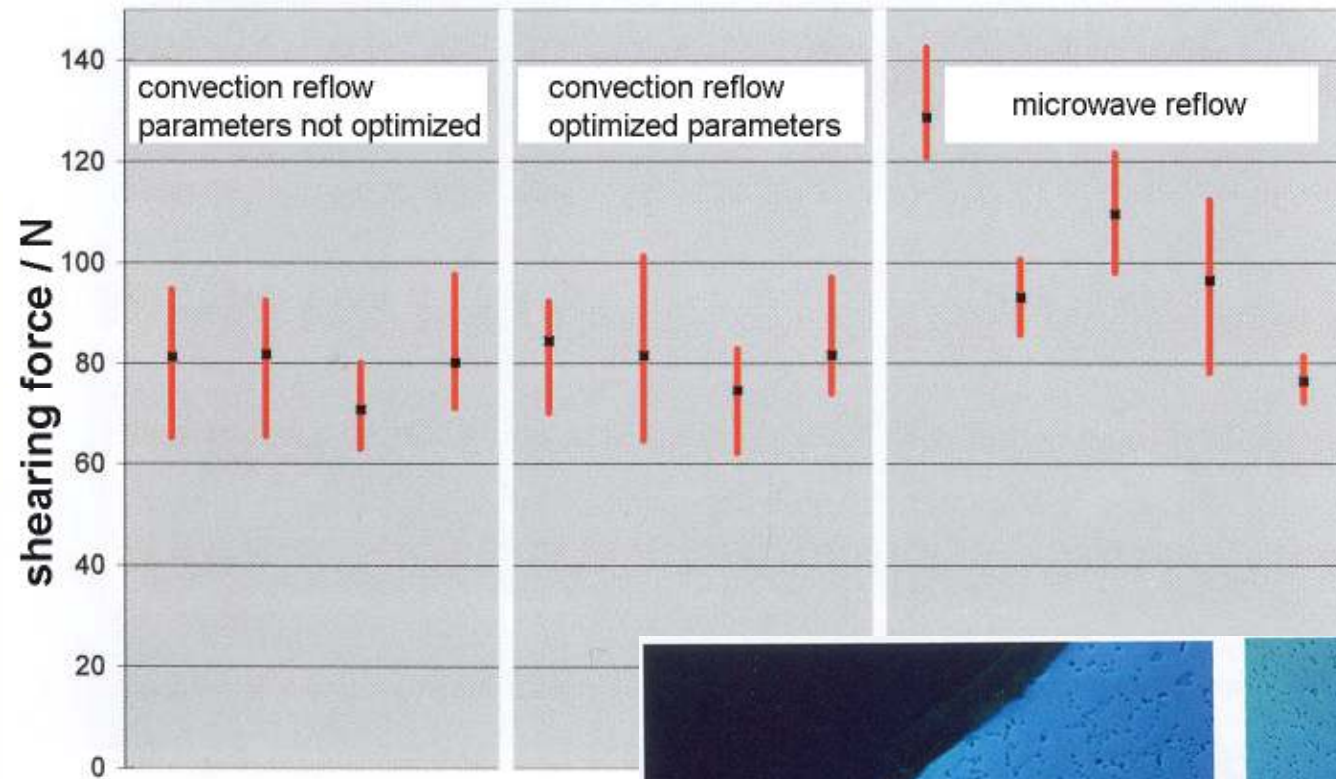 140
120
100
80
60
40
20
0
shearing force / N
convection reflow
parameters not optimized
convection reflow
optimized parameters
microwave reflow